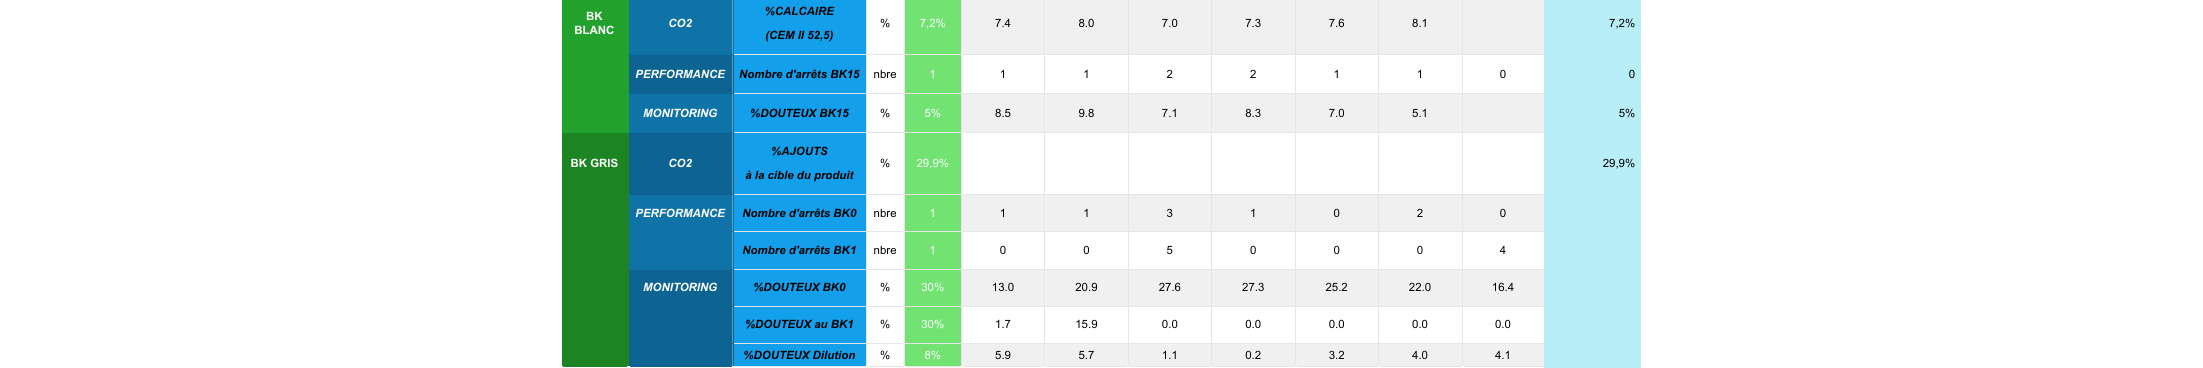 BK BLANC CO2 %CALCAIRE (CEM II 52,5) % 7,2% 7.4 8.0 7.0 7.3 7.6 8.1 7,2%
PERFORMANCE Nombre d'arrêts BK15 nbre 1 1 1 2 2 1 1 0 0
MONITORING %DOUTEUX BK15 % 5% 8.5 9.8 7.1 8.3 7.0 5.1 5%
BK GRIS CO2 %AJOUTS à la cible du produit % 29,9% 29,9%
PERFORMANCE Nombre d'arrêts BK0 nbre 1 1 1 3 1 0 2 0
Nombre d'arrêts BK1 nbre 1 0 0 5 0 0 0 4
MONITORING %DOUTEUX BK0 % 30% 13.0 20.9 27.6 27.3 25.2 22.0 16.4
%DOUTEUX au BK1 % 30% 1.7 15.9 0.0 0.0 0.0 0.0 0.0
%DOUTEUX Dilution % 8% 5.9 5.7 1.1 0.2 3.2 4.0 4.1